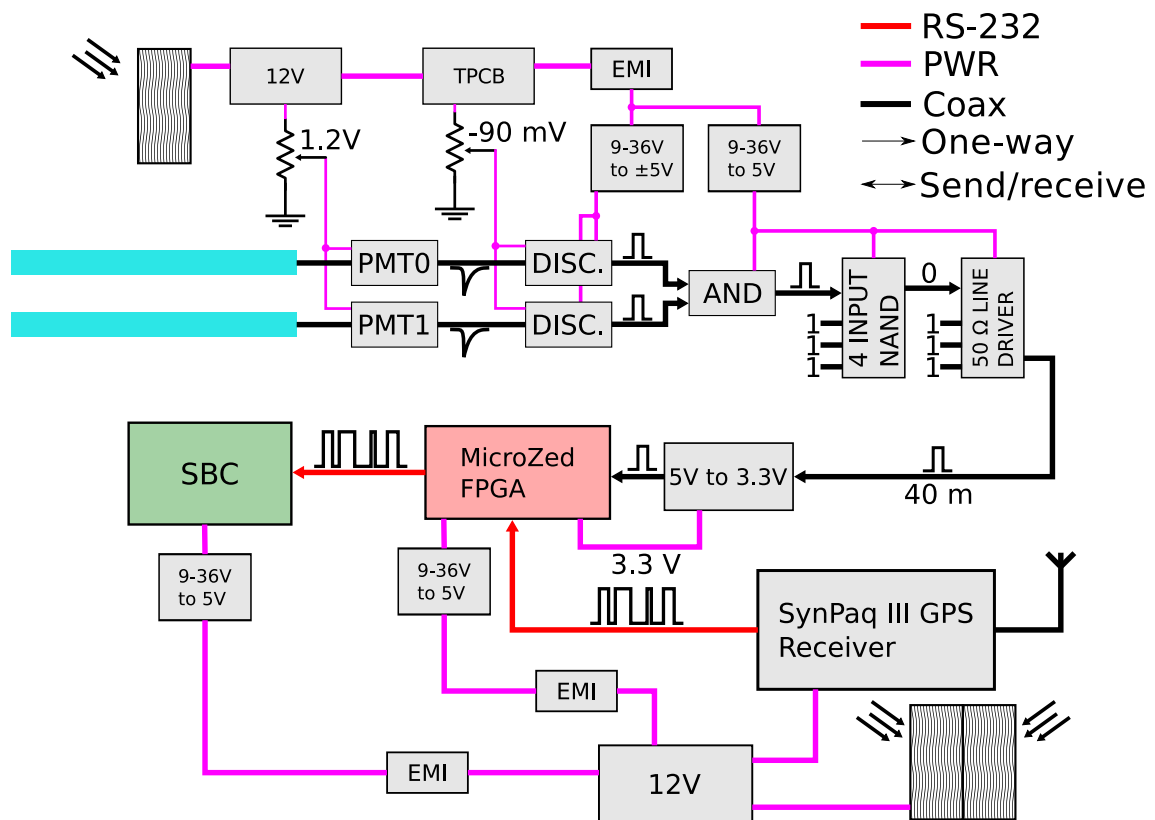 RS-232
PWR
Coax
One-way
Send/receive
12V
TPCB
EMI
1.2V
-90 mV
9-36V
to ±5V
9-36V
to 5V
PMT0
DISC.
AND
4 INPUT
NAND
0
50 Ω LINE
DRIVER
PMT1
DISC.
1
1
1
1
1
1
SBC
MicroZed
FPGA
5V to 3.3V
40 m
9-36V
to 5V
9-36V
to 5V
3.3 V
SynPaq III GPS
Receiver
EMI
EMI
12V